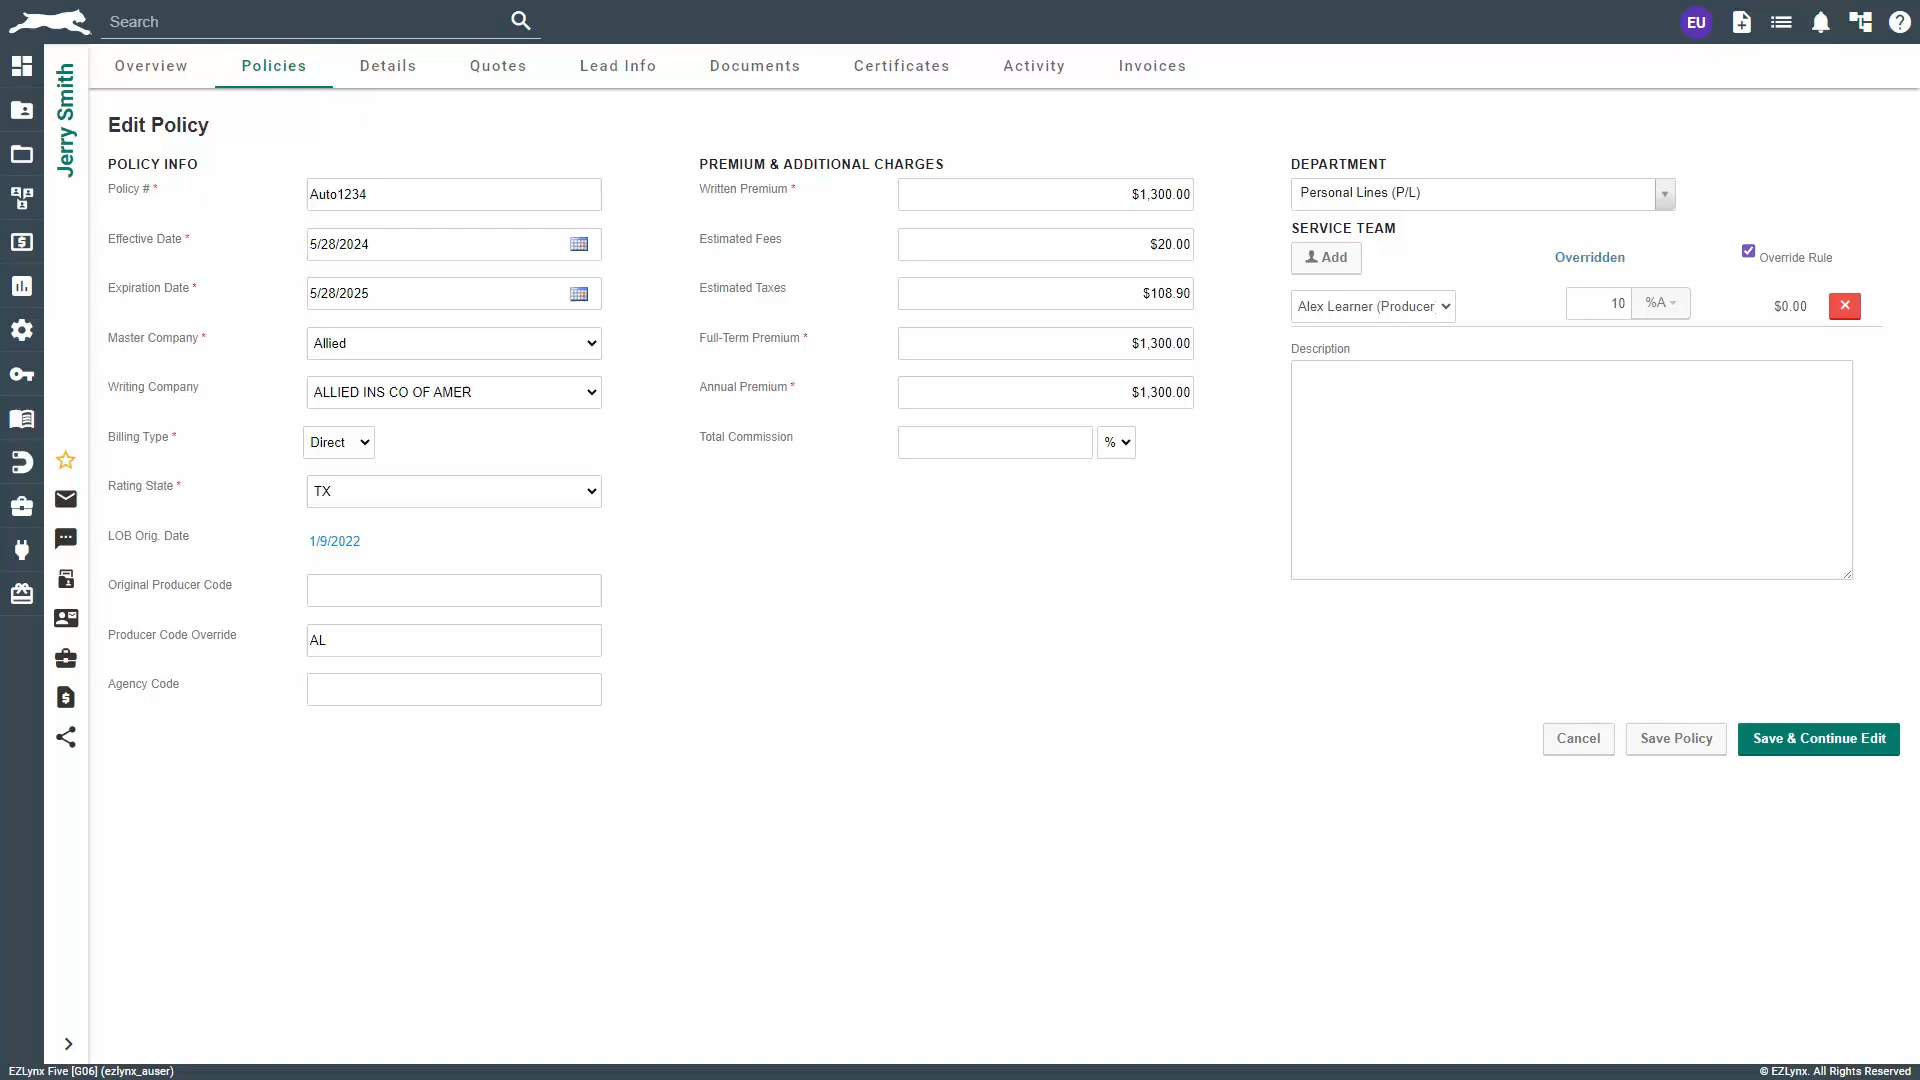 Search
EU
Jerry Smith
Overview Policies Details Quotes Lead Info Documents Certificates Activity Invoices
Edit Policy
POLICY INFO
Policy # * Auto1234
Effective Date * 5/28/2024
Expiration Date * 5/28/2025
Master Company * Allied
Writing Company ALLIED INS CO OF AMER
Billing Type * Direct
Rating State * TX
LOB Orig. Date 1/9/2022
Original Producer Code
Producer Code Override AL
Agency Code
PREMIUM & ADDITIONAL CHARGES
Written Premium * $1,300.00
Estimated Fees $20.00
Estimated Taxes $108.90
Full-Term Premium * $1,300.00
Annual Premium * $1,300.00
Total Commission %
DEPARTMENT
Personal Lines (P/L)
SERVICE TEAM
Add Overridden Override Rule
Alex Learner (Producer 10 %A $0.00
Description
Cancel Save Policy Save & Continue Edit
EZLynx Five [G06] (ezlynx_auser) © EZLynx. All Rights Reserved